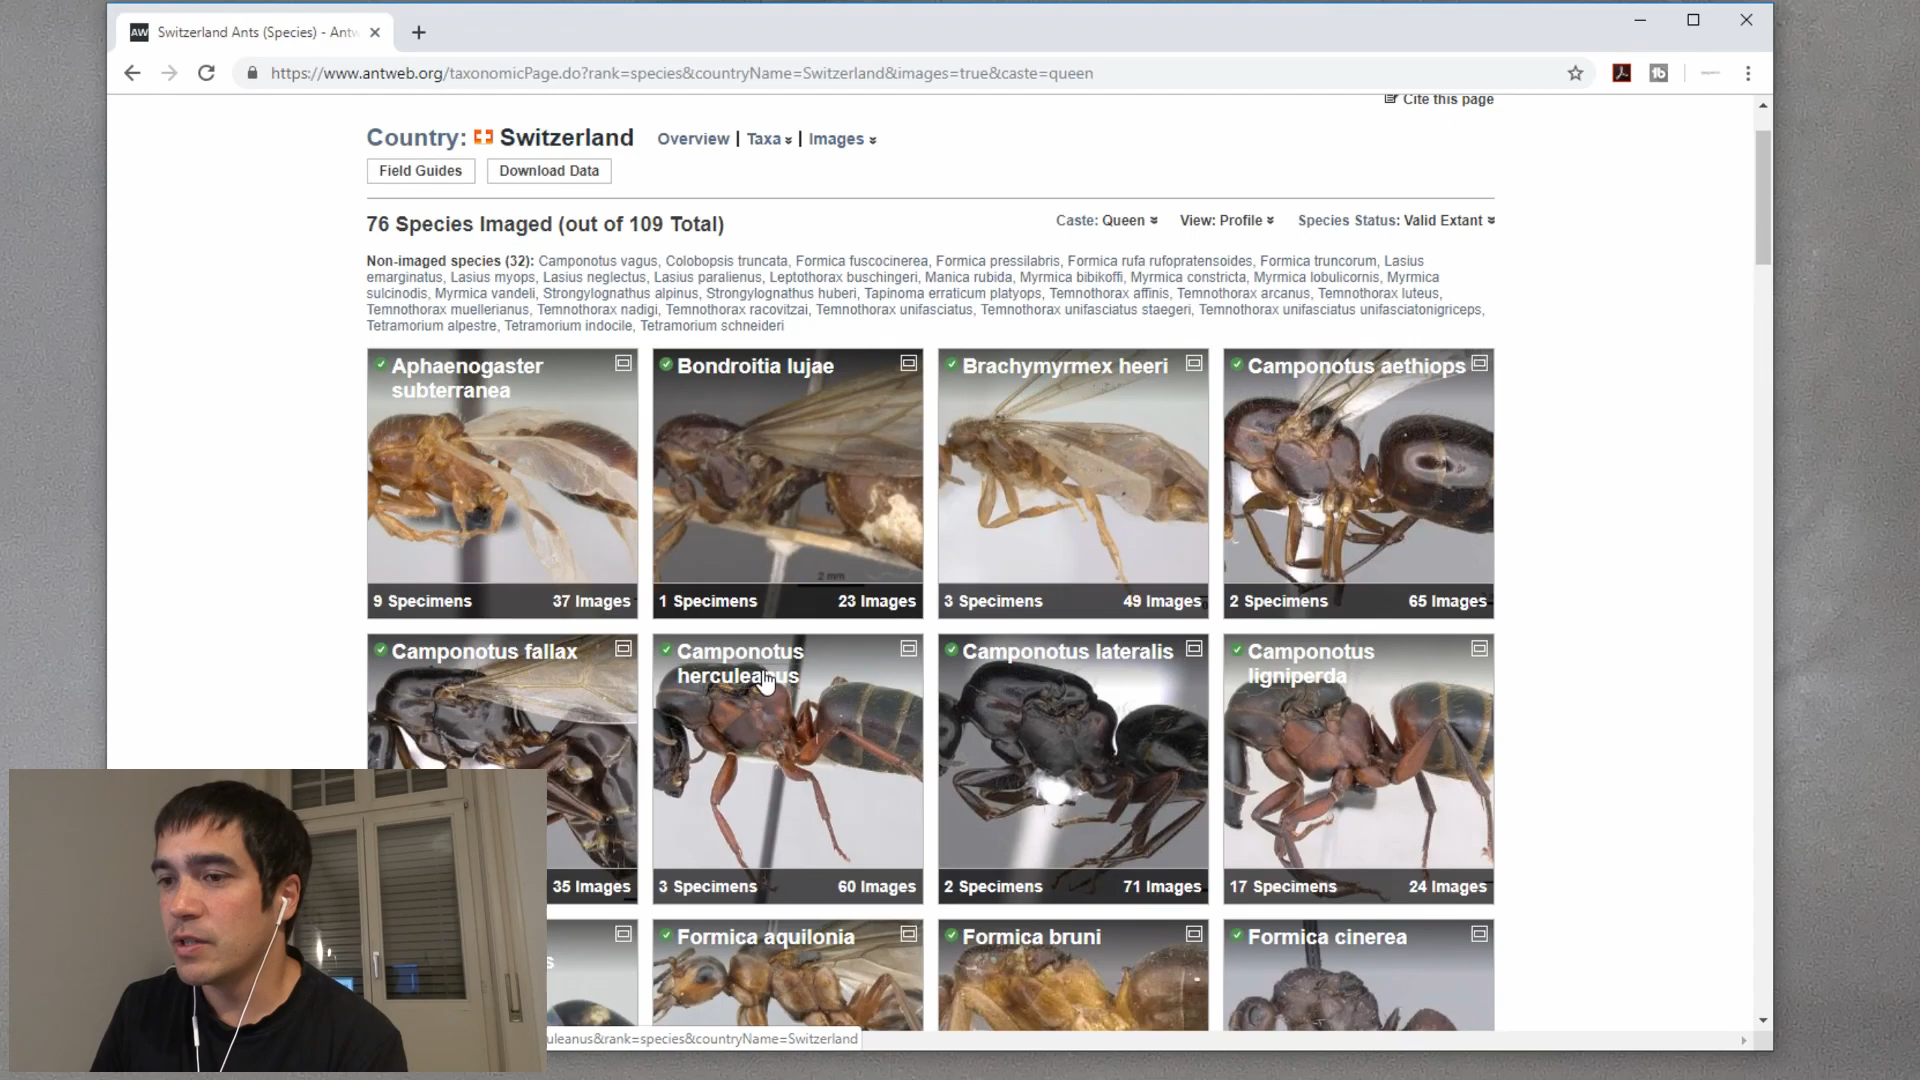 AW Switzerland Ants (Species) - Antw
https://www.antweb.org/taxonomicPage.do?rank=species&countryName=Switzerland&images=true&caste=queen
Cite this page
Country: Switzerland Overview | Taxa | Images
Field Guides Download Data
76 Species Imaged (out of 109 Total) Caste: Queen View: Profile Species Status: Valid Extant
Non-imaged species (32): Camponotus vagus, Colobopsis truncata, Formica fuscocinerea, Formica pressilabris, Formica rufa rufopratensoides, Formica truncorum, Lasius
emarginatus, Lasius myops, Lasius neglectus, Lasius paralienus, Leptothorax buschingeri, Manica rubida, Myrmica bibikoffi, Myrmica constricta, Myrmica lobulicornis, Myrmica
sulcinodis, Myrmica vandeli, Strongylognathus alpinus, Strongylognathus huberi, Tapinoma erraticum platyops, Temnothorax affinis, Temnothorax arcanus, Temnothorax luteus,
Temnothorax muellerianus, Temnothorax nadigi, Temnothorax racovitzai, Temnothorax unifasciatus, Temnothorax unifasciatus staegeri, Temnothorax unifasciatus unifasciatonigriceps,
Tetramorium alpestre, Tetramorium indocile, Tetramorium schneideri
Aphaenogaster
subterranea
9 Specimens 37 Images
Bondroitia lujae
2 mm
1 Specimens 23 Images
Brachymyrmex heeri
3 Specimens 49 Images
Camponotus aethiops
2 Specimens 65 Images
Camponotus fallax
35 Images
Camponotus
herculeanus
3 Specimens 60 Images
Camponotus lateralis
2 Specimens 71 Images
Camponotus
ligniperda
17 Specimens 24 Images
s
Formica aquilonia
Formica bruni
Formica cinerea
uleanus&rank=species&countryName=Switzerland